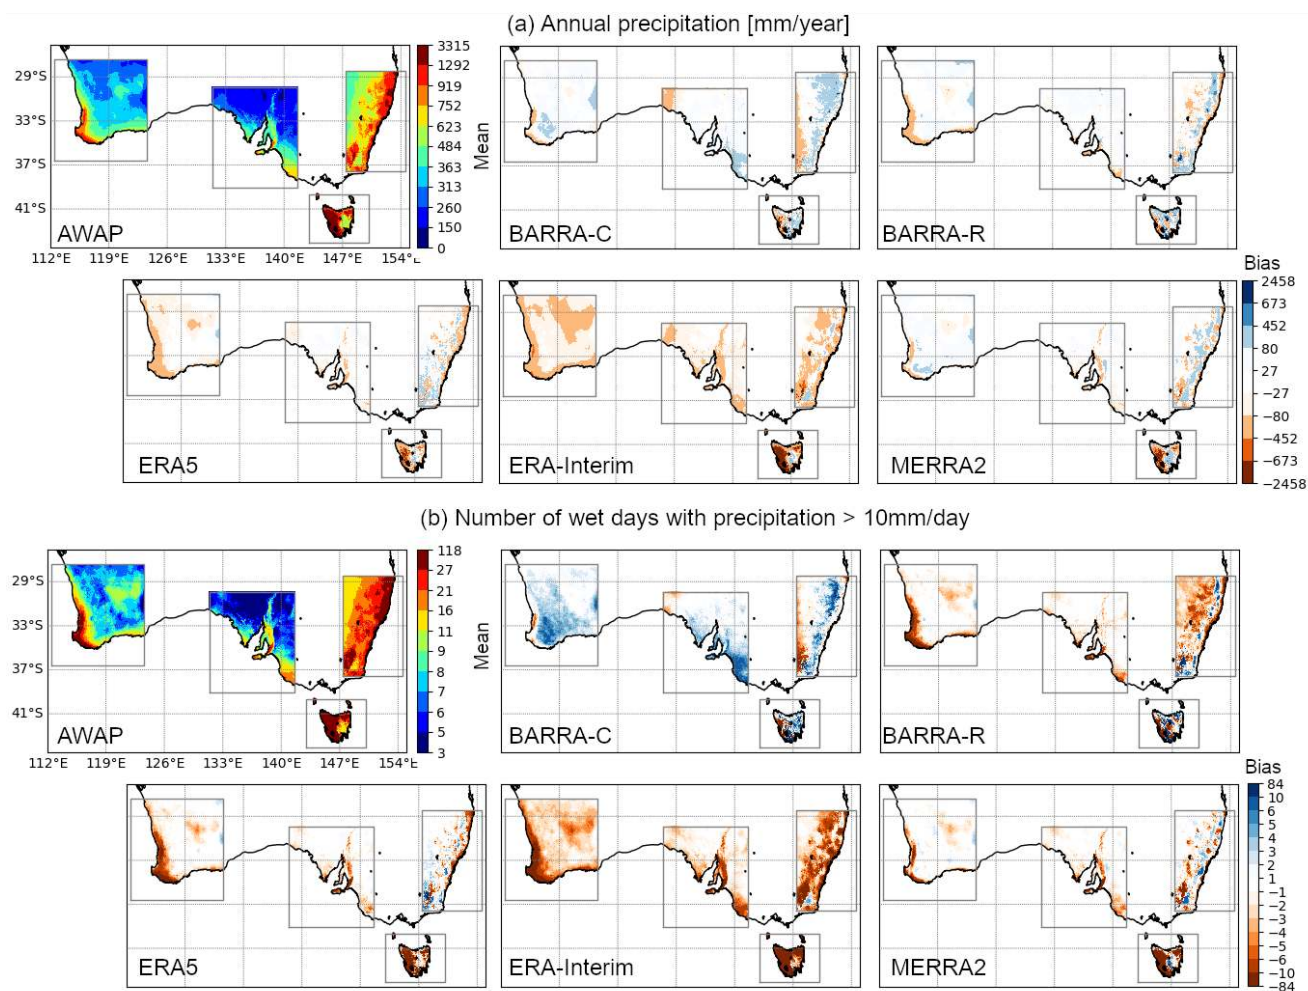 (a) Annual precipitation [mm/year]
29°S
33°S
37°S
41°S
AWAP
112°E 119°E 126°E 133°E 140°E 147°E 154°E
3315
1292
919
752
623
484
363
313
260
150
0
Mean
BARRA-C
BARRA-R
ERA5
ERA-Interim
MERRA2
Bias
2458
673
452
80
27
−27
−80
−452
−673
−2458
(b) Number of wet days with precipitation > 10mm/day
29°S
33°S
37°S
41°S
AWAP
112°E 119°E 126°E 133°E 140°E 147°E 154°E
118
27
21
16
11
9
8
7
6
5
3
Mean
BARRA-C
BARRA-R
ERA5
ERA-Interim
MERRA2
Bias
84
10
6
5
4
3
2
1
−1
−2
−3
−4
−5
−6
−10
−84